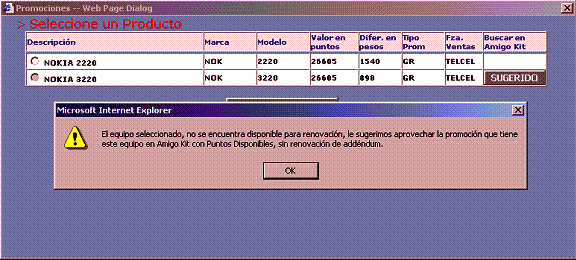 Promociones -- Web Page Dialog
> Seleccione un Producto
Descripción Marca Modelo Valor en puntos Difer. en pesos Tipo Prom Fza. Ventas Buscar en Amigo Kit
NOKIA 2220 NOK 2220 26605 1540 GR TELCEL
NOKIA 3220 NOK 3220 26605 898 GR TELCEL SUGERIDO
Microsoft Internet Explorer
El equipo seleccionado, no se encuentra disponible para renovación, le sugerimos aprovechar la promoción que tiene
este equipo en Amigo Kit con Puntos Disponibles, sin renovación de addéndum.
OK